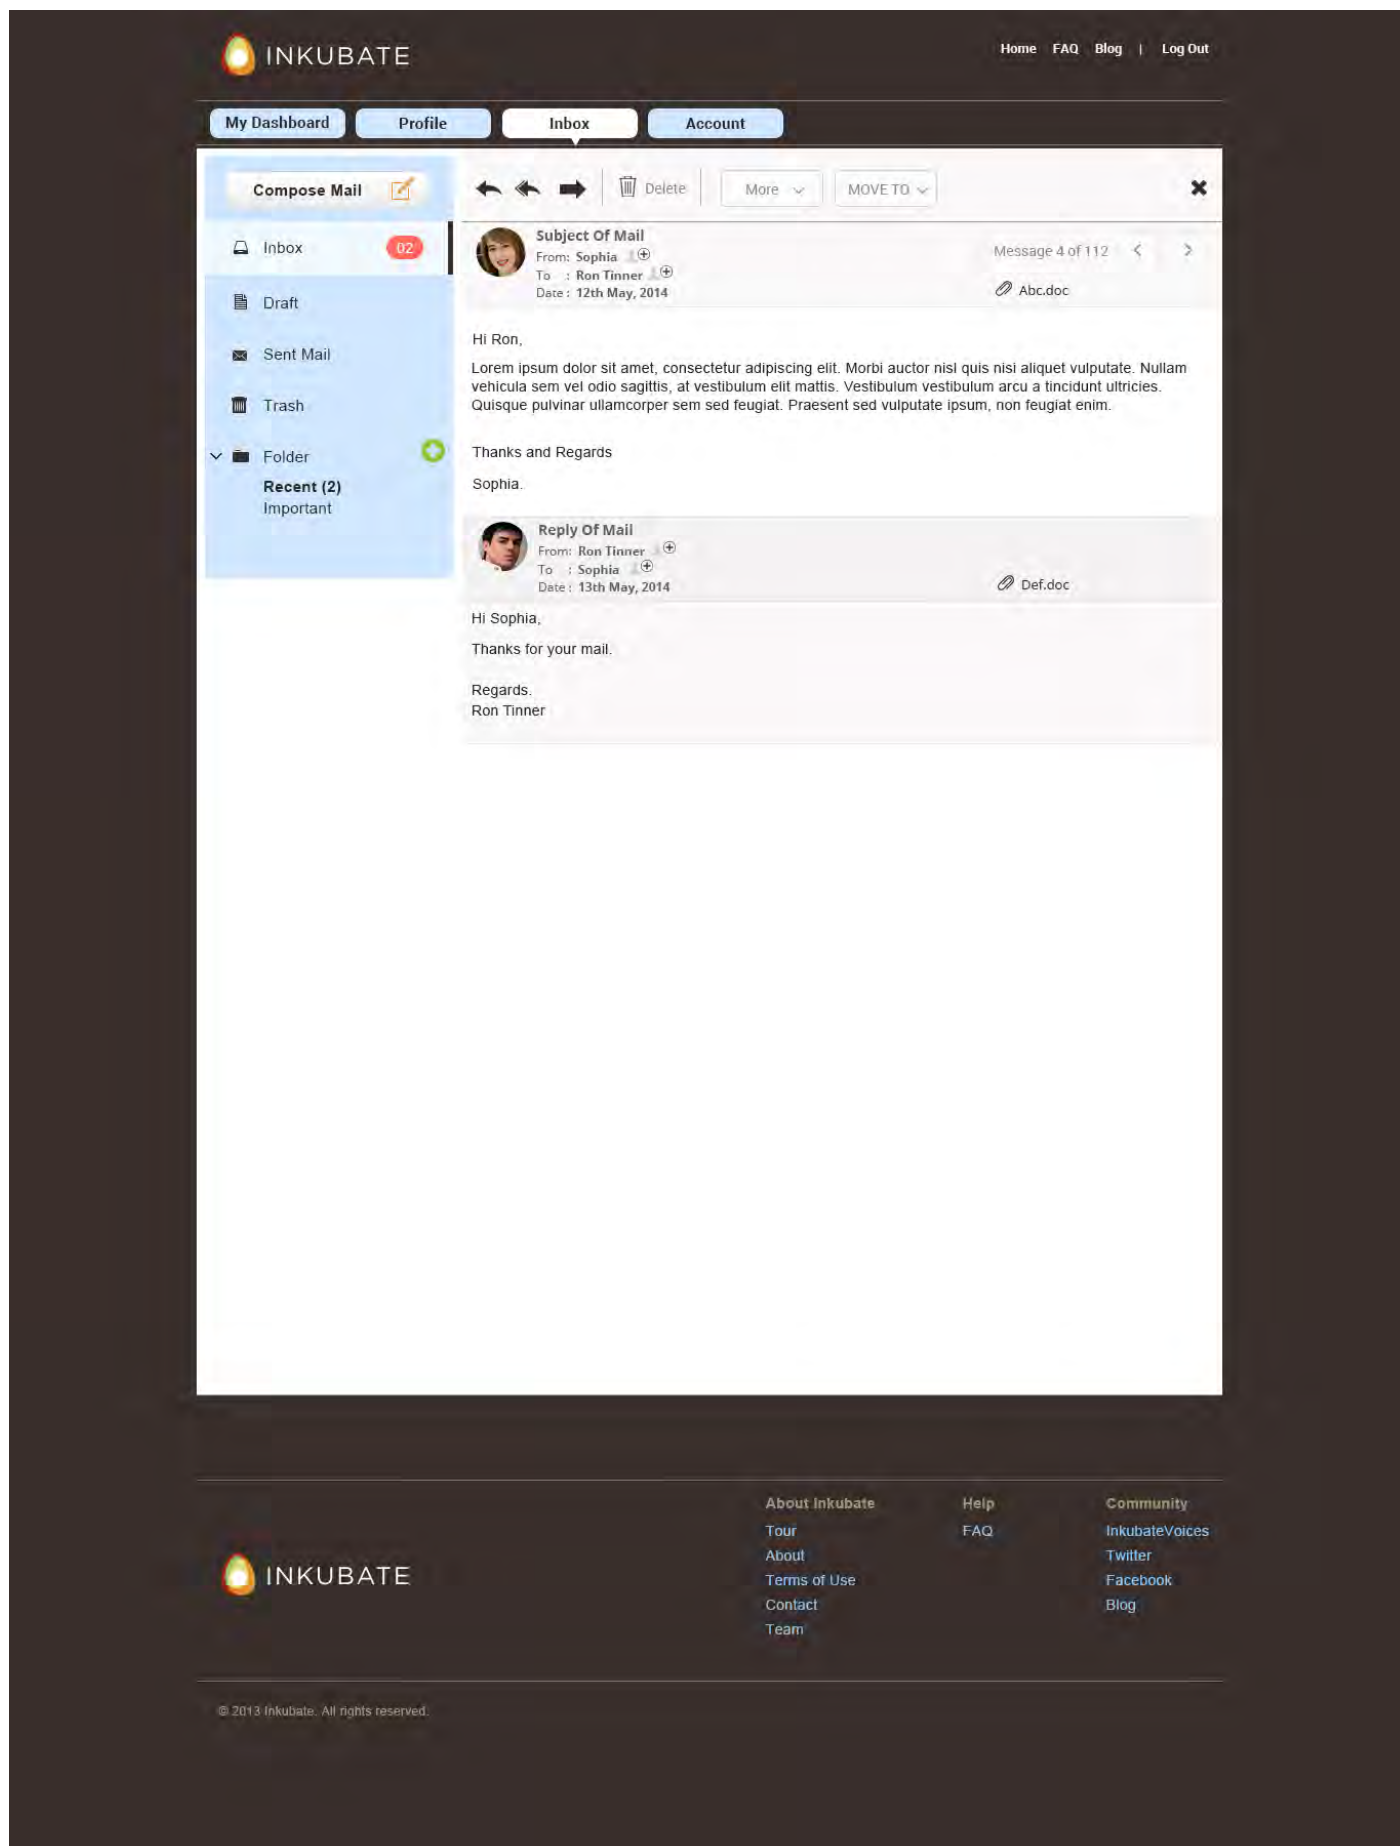 INKUBATE
Home FAQ Blog | Log Out
My Dashboard Profile Inbox Account
Compose Mail
Delete More MOVE TO
Inbox 02
Draft
Sent Mail
Trash
Folder
Recent (2)
Important
Subject Of Mail
From: Sophia
To : Ron Tinner
Date : 12th May, 2014
Message 4 of 112
Abc.doc
Hi Ron,
Lorem ipsum dolor sit amet, consectetur adipiscing elit. Morbi auctor nisl quis nisi aliquet vulputate. Nullam
vehicula sem vel odio sagittis, at vestibulum elit mattis. Vestibulum vestibulum arcu a tincidunt ultricies.
Quisque pulvinar ullamcorper sem sed feugiat. Praesent sed vulputate ipsum, non feugiat enim.
Thanks and Regards
Sophia.
Reply Of Mail
From: Ron Tinner
To : Sophia
Date : 13th May, 2014
Def.doc
Hi Sophia,
Thanks for your mail.
Regards.
Ron Tinner
INKUBATE
About Inkubate
Tour
About
Terms of Use
Contact
Team
Help
FAQ
Community
InkubateVoices
Twitter
Facebook
Blog
© 2013 Inkubate. All rights reserved.